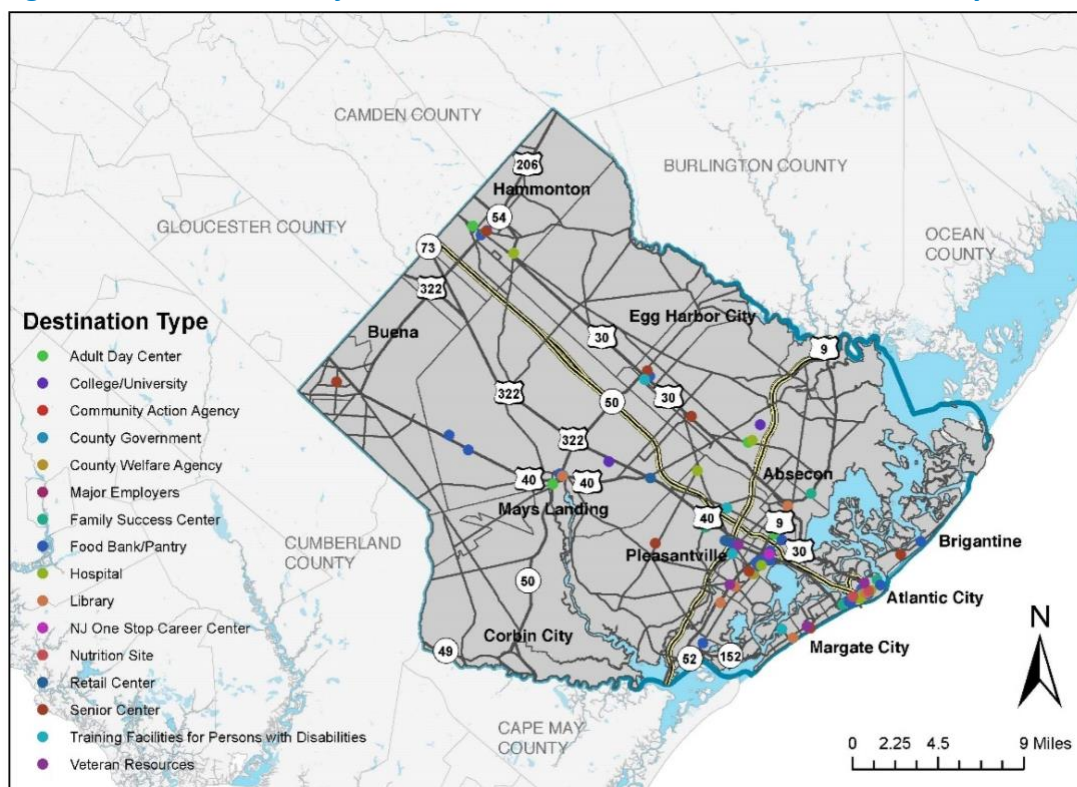 CAMDEN COUNTY
BURLINGTON COUNTY
206
Hammonton
GLOUCESTER COUNTY
54
OCEAN
COUNTY
73
322
Destination Type
Adult Day Center
College/University
Community Action Agency
County Government
County Welfare Agency
Major Employers
Family Success Center
Food Bank/Pantry
Hospital
Library
NJ One Stop Career Center
Nutrition Site
Retail Center
Senior Center
Training Facilities for Persons with Disabilities
Veteran Resources
Buena
Egg Harbor City
30
9
322
50
30
322
Absecon
40
40
Mays Landing
40
9
30
Pleasantville
Brigantine
CUMBERLAND
COUNTY
50
Atlantic City
Corbin City
49
52
152
Margate City
CAPE MAY
COUNTY
N
0 2.25 4.5 9 Miles